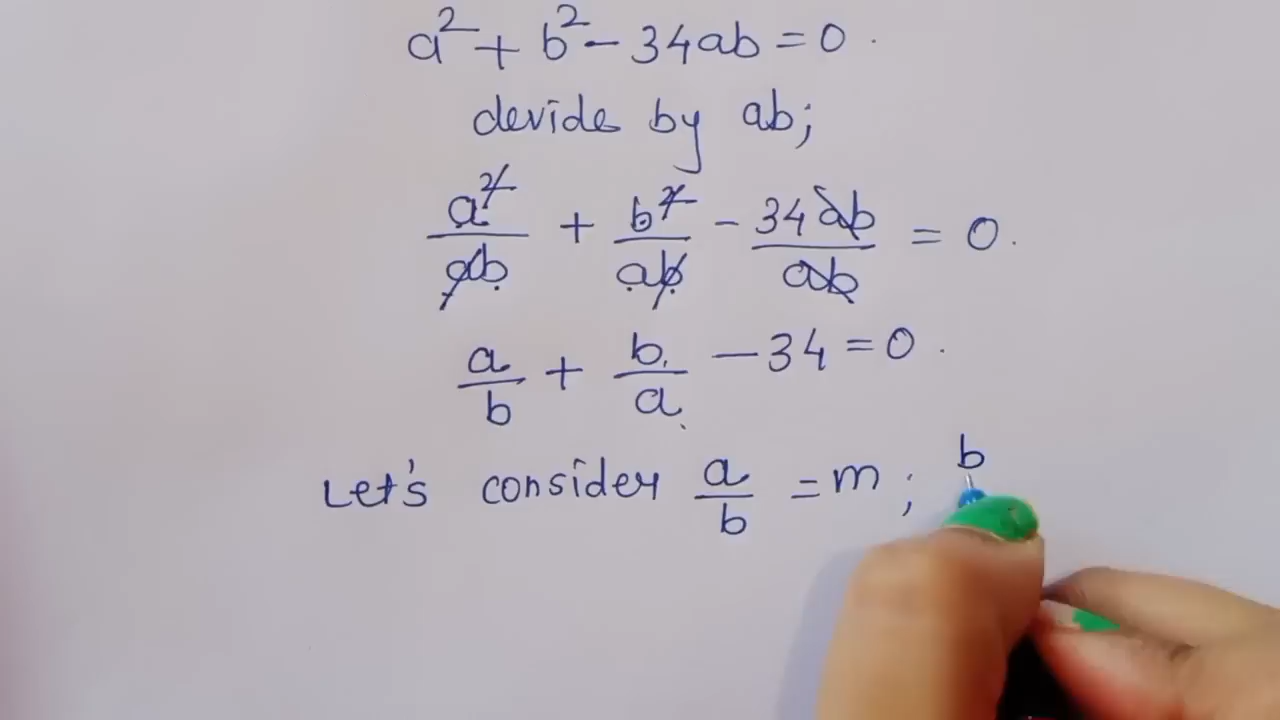 a² + b² - 34ab = 0.
devide by ab;
a²/ab + b²/ab - 34ab/ab = 0.
a/b + b/a - 34 = 0.
Let's consider a/b = m ; b